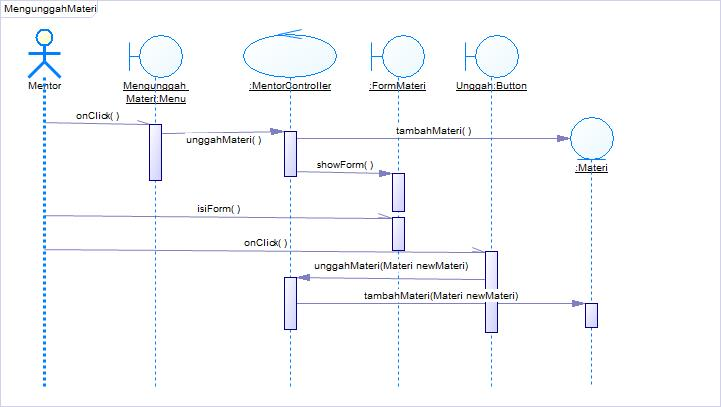 MengunggahMateri
Mentor
Mengunggah
Materi:Menu
:MentorController
:FormMateri
Unggah:Button
onClick( )
unggahMateri( )
tambahMateri( )
:Materi
showForm( )
isiForm( )
onClick( )
unggahMateri(Materi newMateri)
tambahMateri(Materi newMateri)